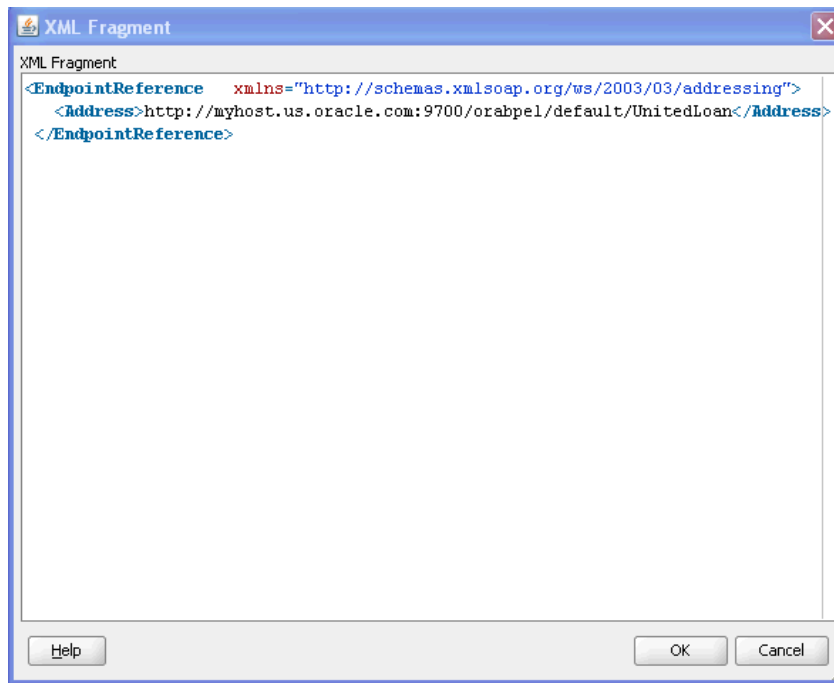 XML Fragment
XML Fragment
<EndpointReference   xmlns="http://schemas.xmlsoap.org/ws/2003/03/addressing">
   <Address>http://myhost.us.oracle.com:9700/orabpel/default/UnitedLoan</Address>
 </EndpointReference>
Help OK Cancel